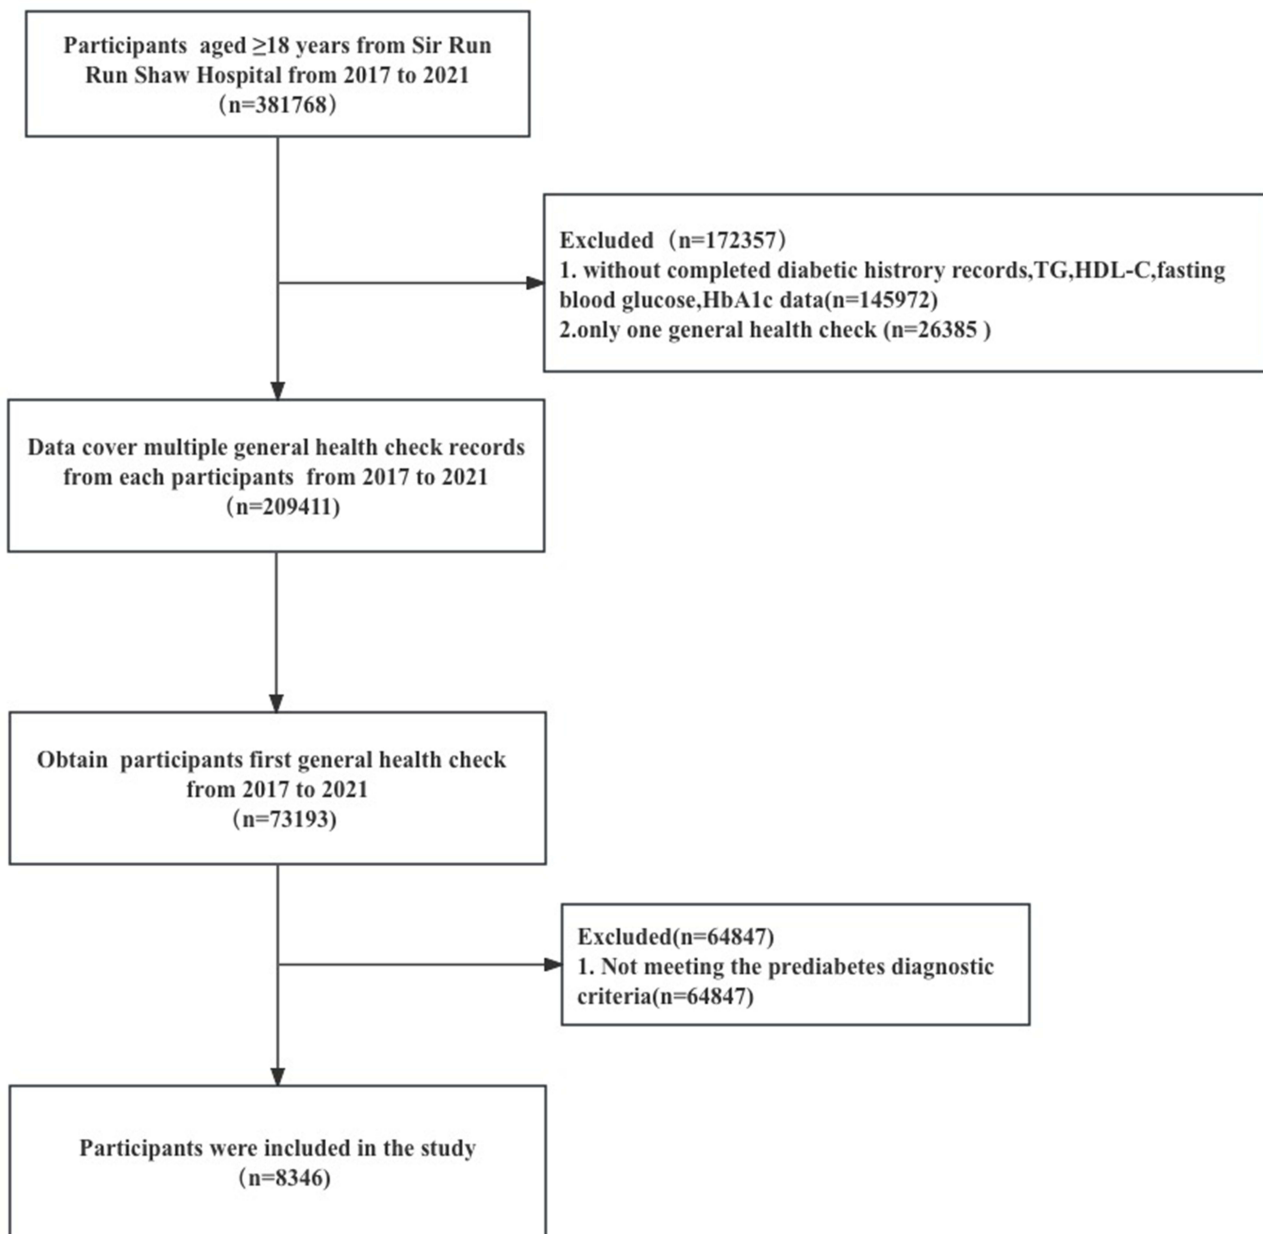 Participants  aged ≥18 years from Sir Run
Run Shaw Hospital from 2017 to 2021
（n=381768)
Excluded（n=172357)
1. without completed diabetic histrory records,TG,HDL-C,fasting
blood glucose,HbA1c data(n=145972)
2.only one general health check (n=26385 )
Data cover multiple general health check records
from each participants  from 2017 to 2021
（n=209411)
Obtain  participants first general health check
from 2017 to 2021
（n=73193)
Excluded(n=64847)
1. Not meeting the prediabetes diagnostic
criteria(n=64847)
Participants were included in the study
（n=8346)